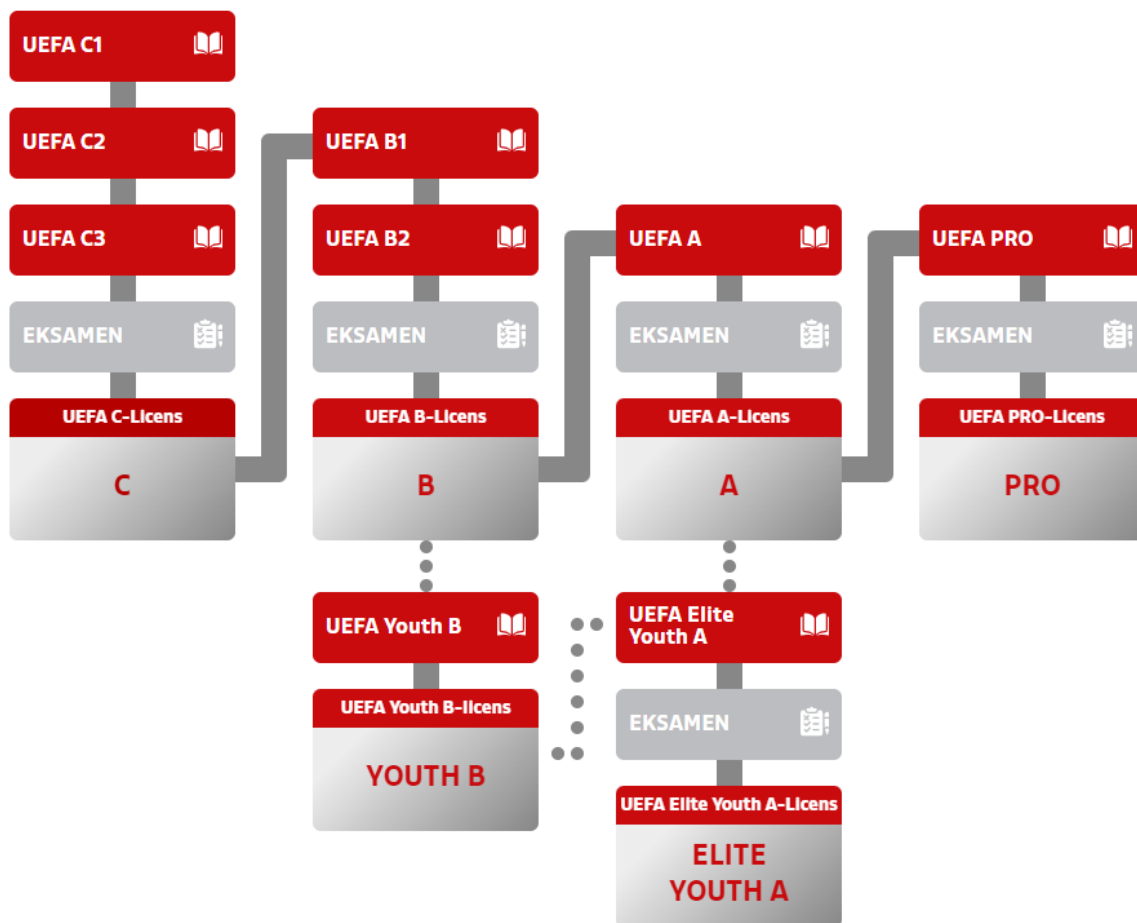 UEFA C1
UEFA C2
UEFA C3
EKSAMEN
UEFA C-Licens
C
UEFA B1
UEFA B2
EKSAMEN
UEFA B-Licens
B
UEFA Youth B
UEFA Youth B-licens
YOUTH B
UEFA A
EKSAMEN
UEFA A-Licens
A
UEFA Elite
Youth A
EKSAMEN
UEFA Elite Youth A-Licens
ELITE
YOUTH A
UEFA PRO
EKSAMEN
UEFA PRO-Licens
PRO